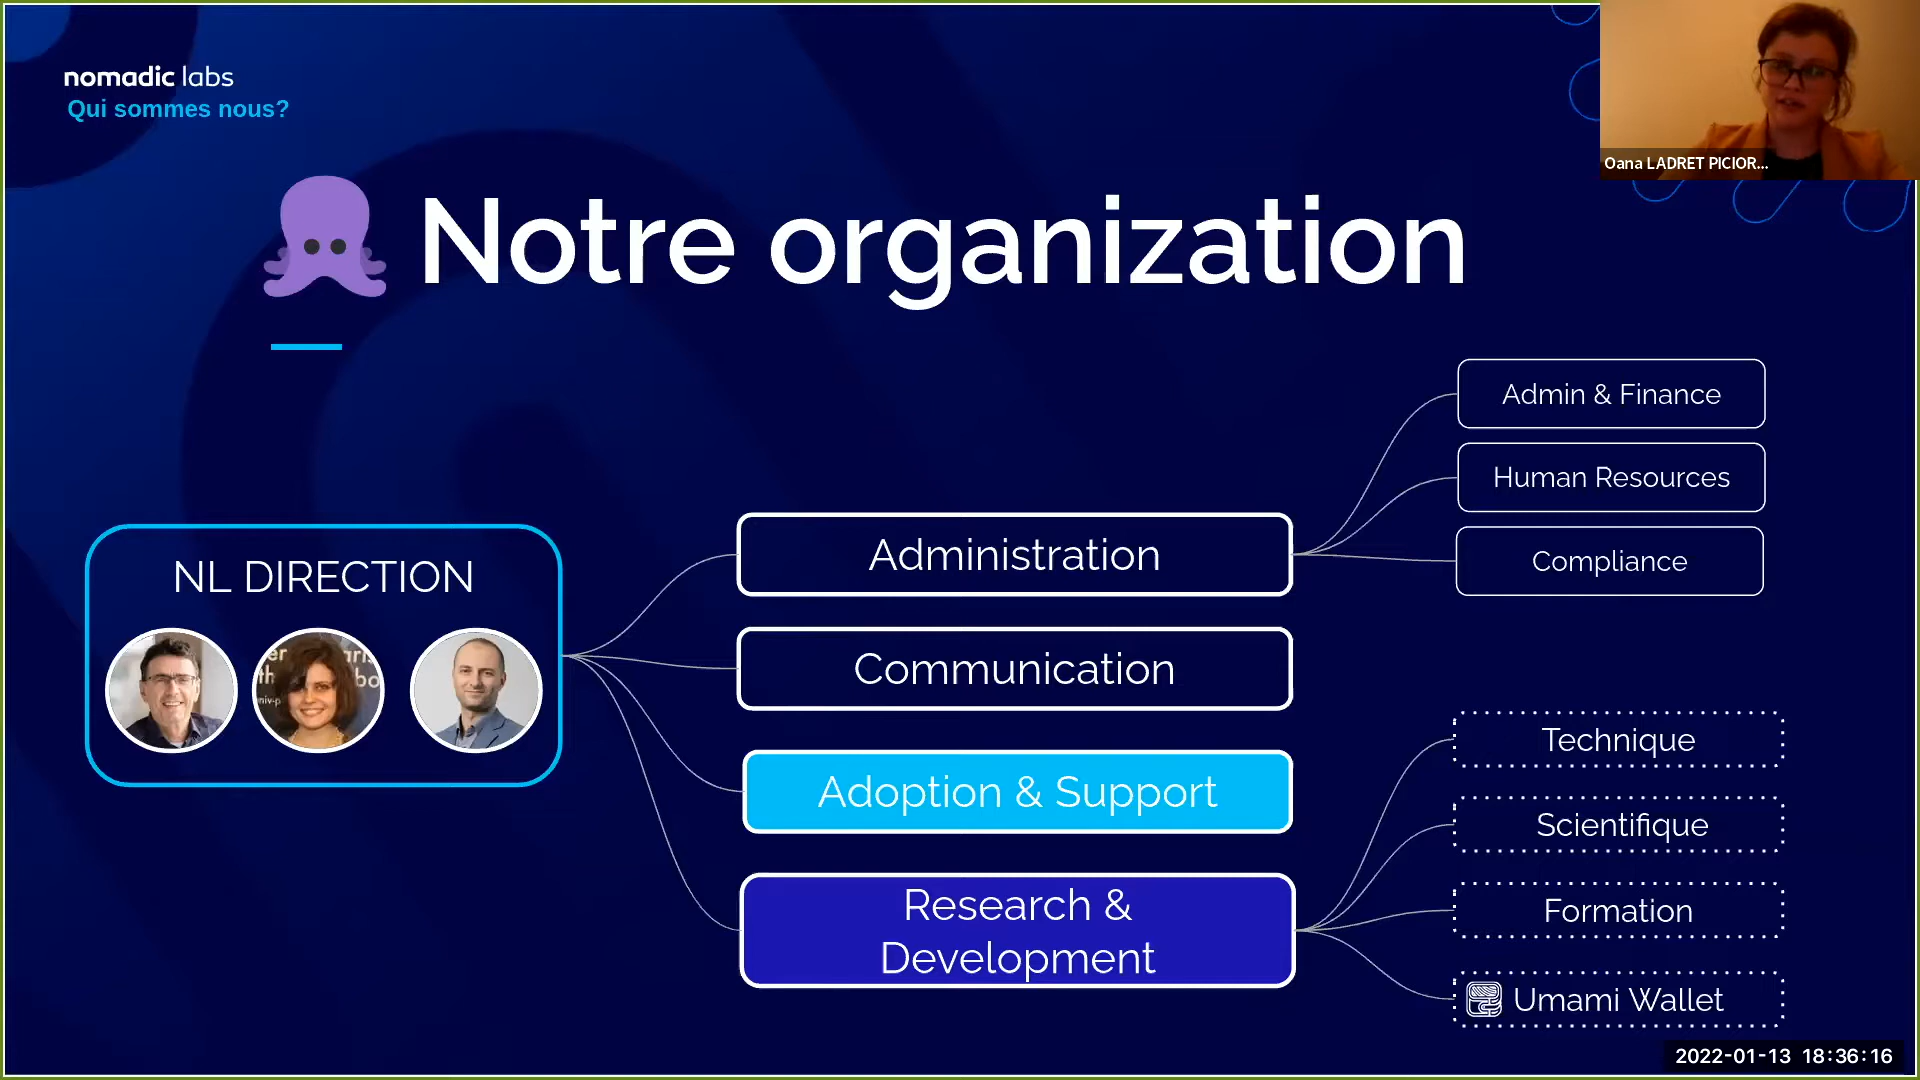 nomadic labs
Qui sommes nous?
Oana LADRET PICIOR...
Notre organization
Admin & Finance
Human Resources
Compliance
NL DIRECTION
Administration
Communication
Adoption & Support
Research &
Development
Technique
Scientifique
Formation
Umami Wallet
2022-01-13 18:36:16